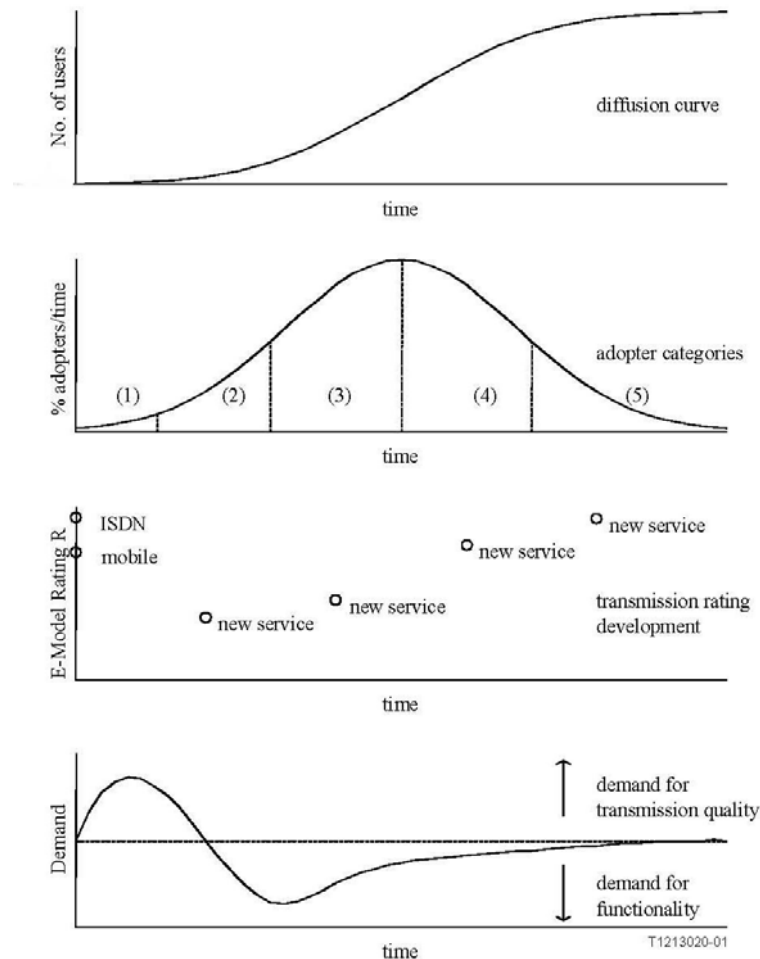 No. of users
diffusion curve
time
% adopters/time
adopter categories
(1)
(2)
(3)
(4)
(5)
time
E-Model Rating R
ISDN
mobile
new service
new service
new service
new service
transmission rating
development
time
Demand
demand for
transmission quality
demand for
functionality
T1213020-01
time